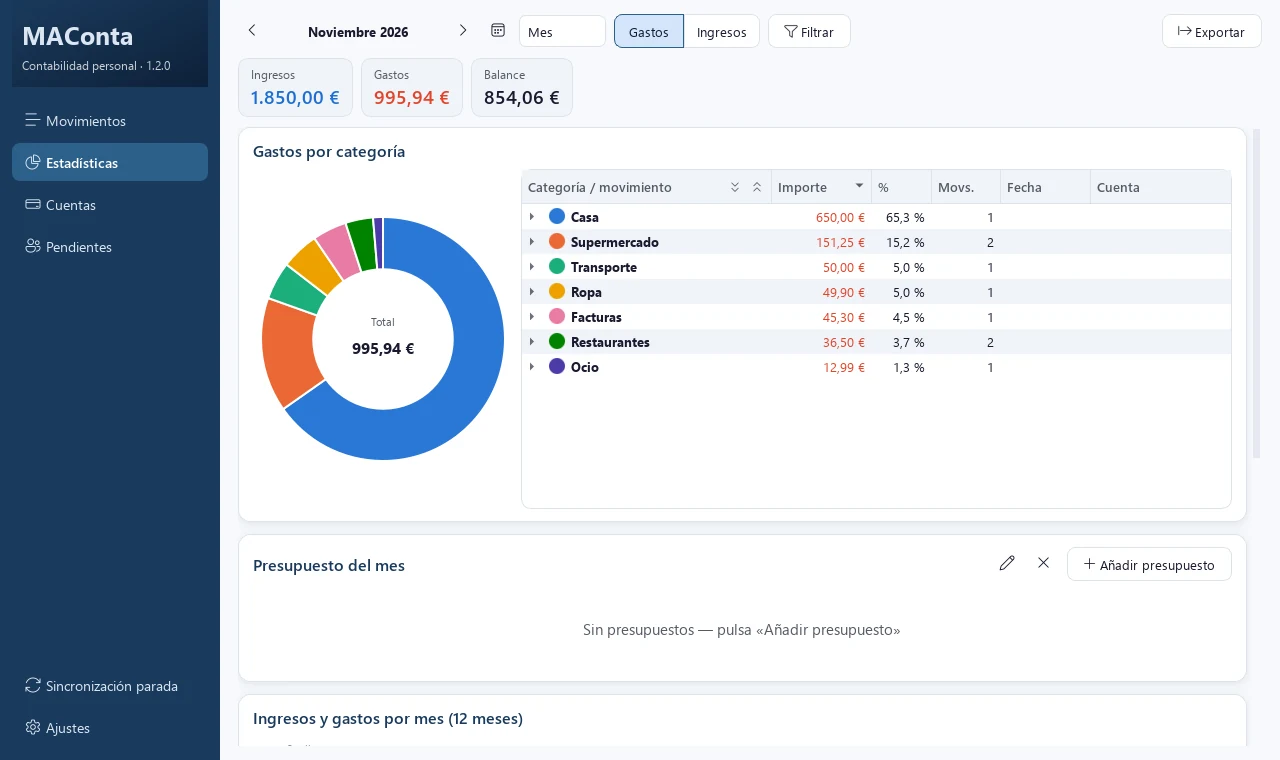 MAConta
Contabilidad personal · 1.2.0
Movimientos
Estadísticas
Cuentas
Pendientes
Sincronización parada
Ajustes
Noviembre 2026
Mes
Gastos
Ingresos
Filtrar
Exportar
Ingresos
1.850,00 €
Gastos
995,94 €
Balance
854,06 €
Gastos por categoría
Total
995,94 €
Categoría / movimiento Importe % Movs. Fecha Cuenta
Casa 650,00 € 65,3 % 1
Supermercado 151,25 € 15,2 % 2
Transporte 50,00 € 5,0 % 1
Ropa 49,90 € 5,0 % 1
Facturas 45,30 € 4,5 % 1
Restaurantes 36,50 € 3,7 % 2
Ocio 12,99 € 1,3 % 1
Presupuesto del mes
Añadir presupuesto
Sin presupuestos — pulsa «Añadir presupuesto»
Ingresos y gastos por mes (12 meses)